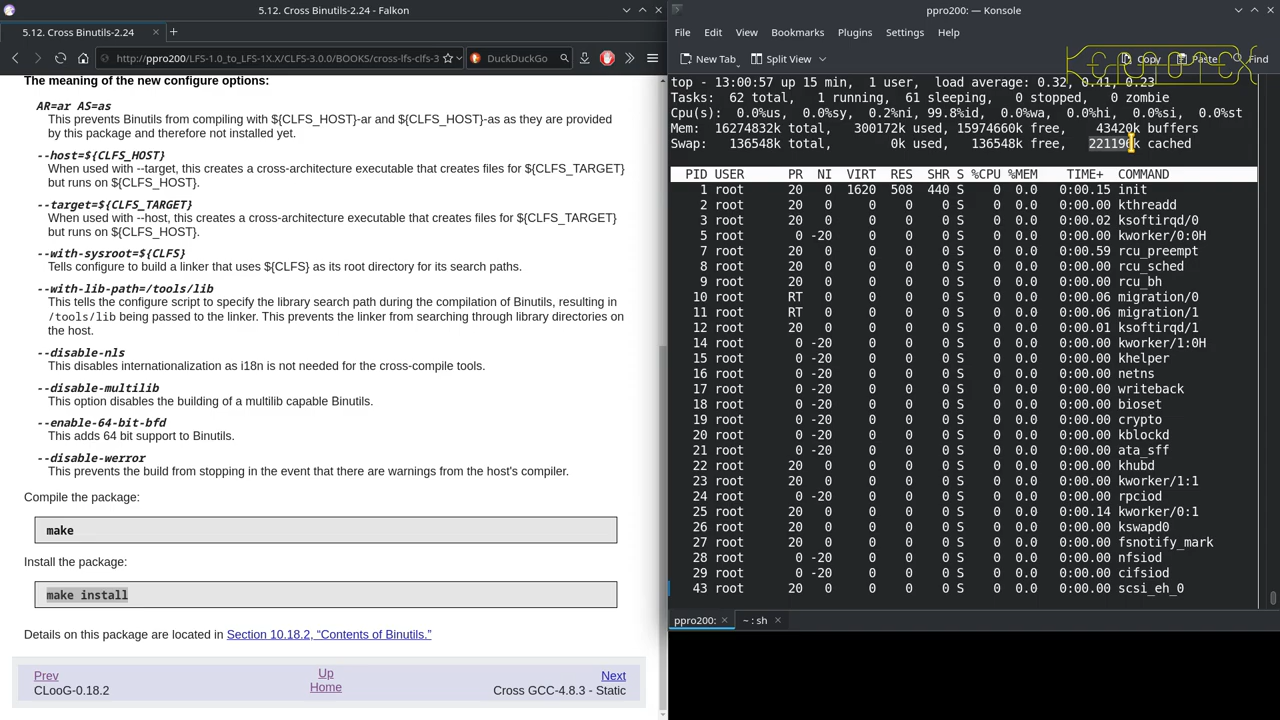 5.12. Cross Binutils-2.24 - Falkon
5.12. Cross Binutils-2.24
http://ppro200/LFS-1.0_to_LFS-1X.X/CLFS-3.0.0/BOOKS/cross-lfs-clfs-3
DuckDuckGo
The meaning of the new configure options:
AR=ar AS=as
This prevents Binutils from compiling with ${CLFS_HOST}-ar and ${CLFS_HOST}-as as they are provided
by this package and therefore not installed yet.
--host=${CLFS_HOST}
When used with --target, this creates a cross-architecture executable that creates files for ${CLFS_TARGET}
but runs on ${CLFS_HOST}.
--target=${CLFS_TARGET}
When used with --host, this creates a cross-architecture executable that creates files for ${CLFS_TARGET}
but runs on ${CLFS_HOST}.
--with-sysroot=${CLFS}
Tells configure to build a linker that uses ${CLFS} as its root directory for its search paths.
--with-lib-path=/tools/lib
This tells the configure script to specify the library search path during the compilation of Binutils, resulting in
/tools/lib being passed to the linker. This prevents the linker from searching through library directories on
the host.
--disable-nls
This disables internationalization as i18n is not needed for the cross-compile tools.
--disable-multilib
This option disables the building of a multilib capable Binutils.
--enable-64-bit-bfd
This adds 64 bit support to Binutils.
--disable-werror
This prevents the build from stopping in the event that there are warnings from the host's compiler.
Compile the package:
make
Install the package:
make install
Details on this package are located in Section 10.18.2, “Contents of Binutils.”
Prev Up Next
CLooG-0.18.2 Home Cross GCC-4.8.3 - Static
ppro200: — Konsole
File Edit View Bookmarks Plugins Settings Help
New Tab Split View Copy Paste Find
top - 13:00:57 up 15 min, 1 user, load average: 0.32, 0.41, 0.23
Tasks: 62 total, 1 running, 61 sleeping, 0 stopped, 0 zombie
Cpu(s): 0.0%us, 0.0%sy, 0.2%ni, 99.8%id, 0.0%wa, 0.0%hi, 0.0%si, 0.0%st
Mem: 16274832k total, 300172k used, 15974660k free, 43420k buffers
Swap: 136548k total, 0k used, 136548k free, 221196k cached
PID USER PR NI VIRT RES SHR S %CPU %MEM TIME+ COMMAND
1 root 20 0 1620 508 440 S 0.0 0.0 0:00.15 init
2 root 20 0 0 0 0 S 0.0 0.0 0:00.00 kthreadd
3 root 20 0 0 0 0 S 0.0 0.0 0:00.02 ksoftirqd/0
5 root 0 -20 0 0 0 S 0.0 0.0 0:00.00 kworker/0:0H
7 root 20 0 0 0 0 S 0.0 0.0 0:00.59 rcu_preempt
8 root 20 0 0 0 0 S 0.0 0.0 0:00.00 rcu_sched
9 root 20 0 0 0 0 S 0.0 0.0 0:00.00 rcu_bh
10 root RT 0 0 0 0 S 0.0 0.0 0:00.06 migration/0
11 root RT 0 0 0 0 S 0.0 0.0 0:00.06 migration/1
12 root 20 0 0 0 0 S 0.0 0.0 0:00.01 ksoftirqd/1
14 root 0 -20 0 0 0 S 0.0 0.0 0:00.00 kworker/1:0H
15 root 0 -20 0 0 0 S 0.0 0.0 0:00.00 khelper
16 root 0 -20 0 0 0 S 0.0 0.0 0:00.00 netns
17 root 0 -20 0 0 0 S 0.0 0.0 0:00.00 writeback
18 root 0 -20 0 0 0 S 0.0 0.0 0:00.00 bioset
19 root 0 -20 0 0 0 S 0.0 0.0 0:00.00 crypto
20 root 0 -20 0 0 0 S 0.0 0.0 0:00.00 kblockd
21 root 0 -20 0 0 0 S 0.0 0.0 0:00.00 ata_sff
22 root 20 0 0 0 0 S 0.0 0.0 0:00.00 khubd
23 root 20 0 0 0 0 S 0.0 0.0 0:00.00 kworker/1:1
24 root 0 -20 0 0 0 S 0.0 0.0 0:00.00 rpciod
25 root 20 0 0 0 0 S 0.0 0.0 0:00.14 kworker/0:1
26 root 20 0 0 0 0 S 0.0 0.0 0:00.00 kswapd0
27 root 20 0 0 0 0 S 0.0 0.0 0:00.00 fsnotify_mark
28 root 0 -20 0 0 0 S 0.0 0.0 0:00.00 nfsiod
29 root 0 -20 0 0 0 S 0.0 0.0 0:00.00 cifsiod
43 root 20 0 0 0 0 S 0.0 0.0 0:00.00 scsi_eh_0
ppro200: ~ : sh